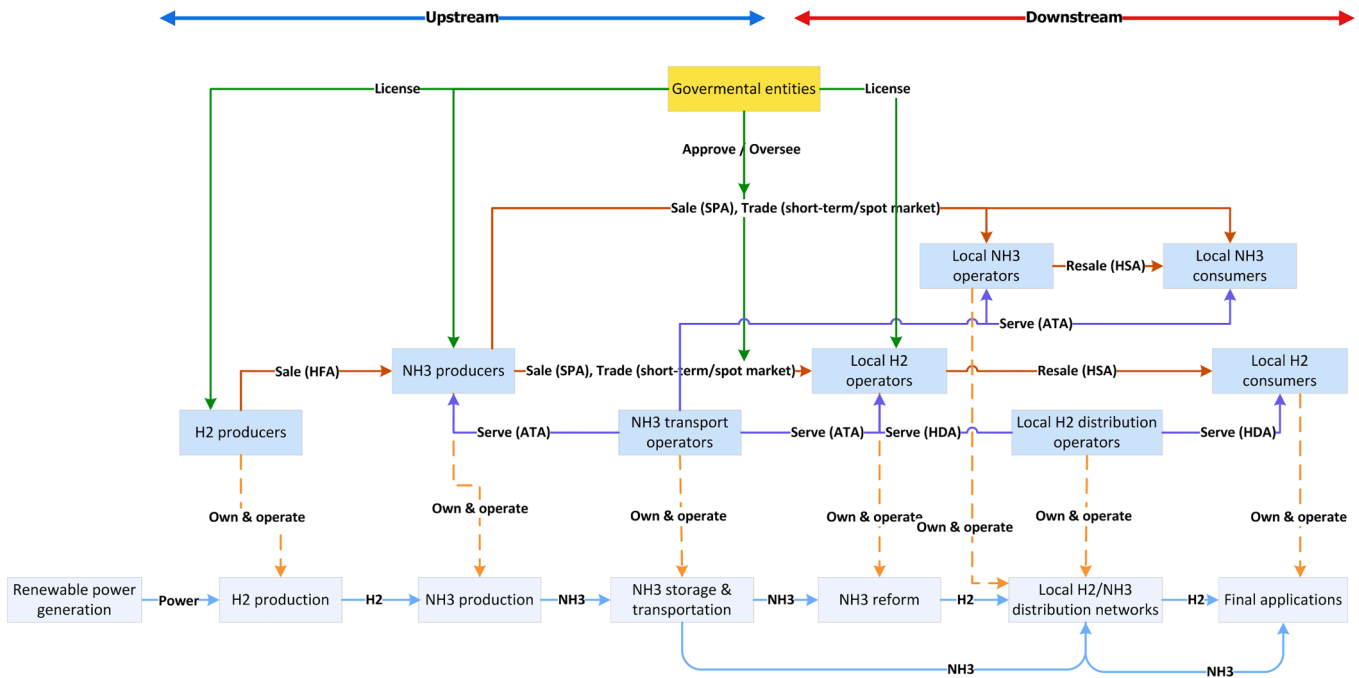 Upstream
Downstream
Govermental entities
License
License
Approve / Oversee
Sale (SPA), Trade (short-term/spot market)
Local NH3
operators
Resale (HSA)
Local NH3
consumers
Serve (ATA)
NH3 producers
Sale (HFA)
Sale (SPA), Trade (short-term/spot market)
Local H2
operators
Resale (HSA)
Local H2
consumers
H2 producers
Serve (ATA)
NH3 transport
operators
Serve (ATA)
Serve (HDA)
Local H2 distribution
operators
Serve (HDA)
Own & operate
Own & operate
Own & operate
Own & operate
Own & operate
Own & operate
Own & operate
Renewable power
generation
Power
H2 production
H2
NH3 production
NH3
NH3 storage &
transportation
NH3
NH3 reform
H2
Local H2/NH3
distribution networks
H2
Final applications
NH3
NH3